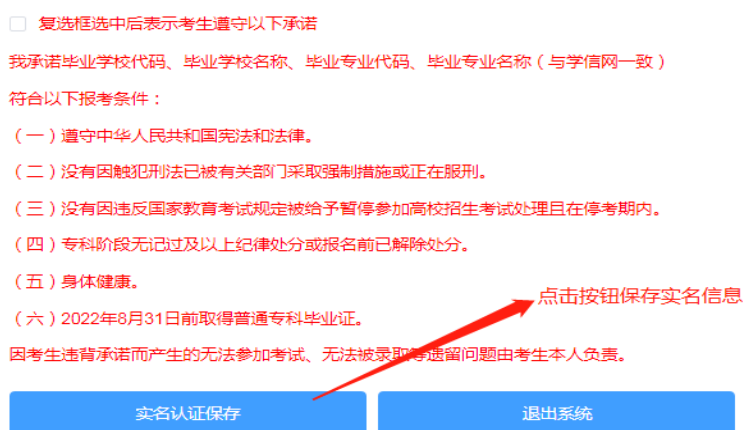 复选框选中后表示考生遵守以下承诺
我承诺毕业学校代码、毕业学校名称、毕业专业代码、毕业专业名称（与学信网一致）
符合以下报考条件：
（一）遵守中华人民共和国宪法和法律。
（二）没有因触犯刑法已被有关部门采取强制措施或正在服刑。
（三）没有因违反国家教育考试规定被给予暂停参加高校招生考试处理且在停考期内。
（四）专科阶段无记过及以上纪律处分或报名前已解除处分。
（五）身体健康。
点击按钮保存实名信息
（六）2022年8月31日前取得普通专科毕业证。
因考生违背承诺而产生的无法参加考试、无法被录取等遗留问题由考生本人负责。
实名认证保存
退出系统